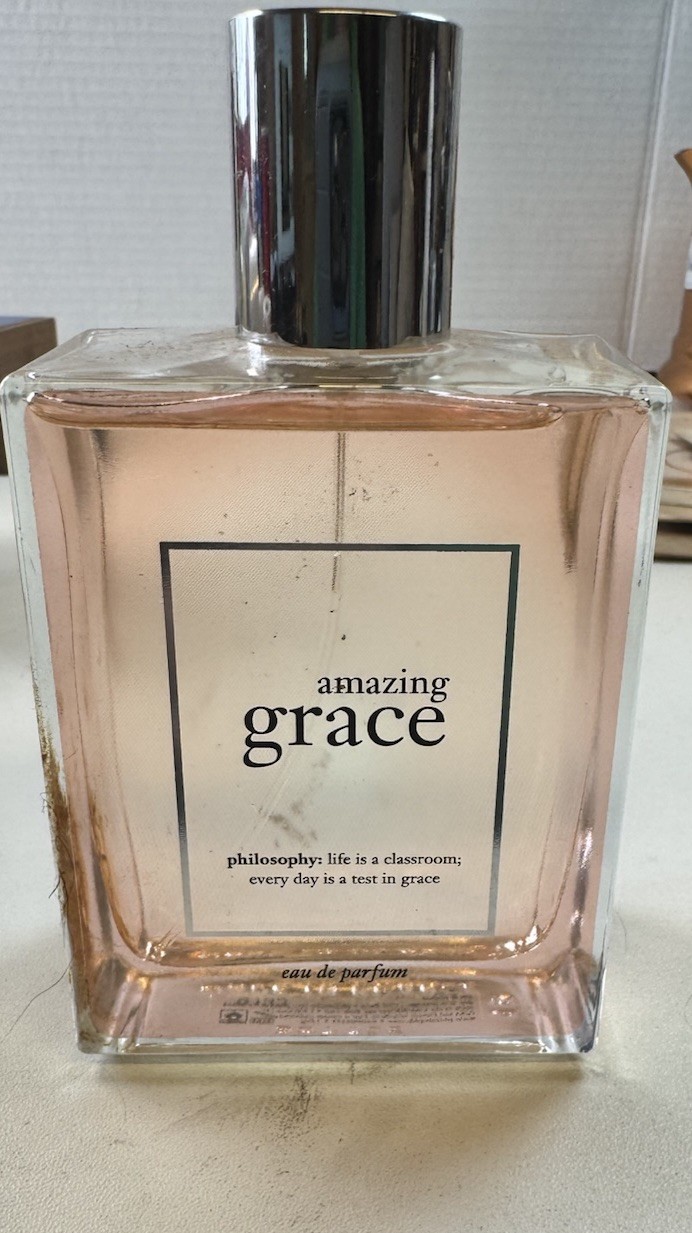 amazing
grace
philosophy: life is a classroom;
every day is a test in grace
eau de parfum